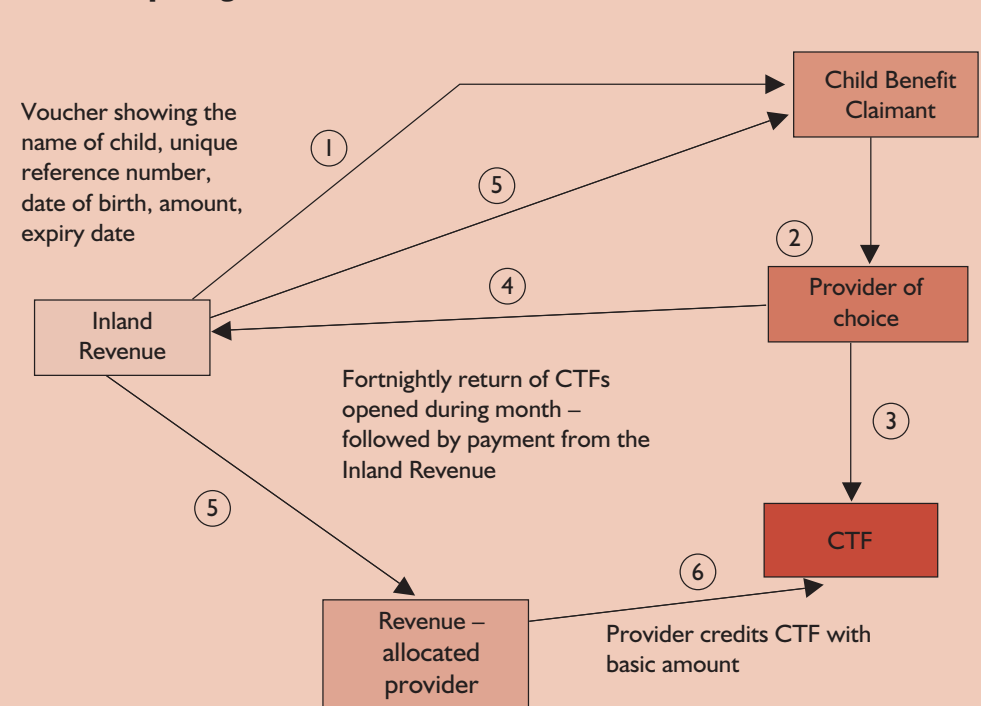 Child Benefit
Claimant
Voucher showing the
name of child, unique
reference number,
date of birth, amount,
expiry date
1
5
2
4
Provider of
choice
Inland
Revenue
Fortnightly return of CTFs
opened during month –
followed by payment from the
Inland Revenue
3
5
CTF
6
Revenue –
allocated
provider
Provider credits CTF with
basic amount